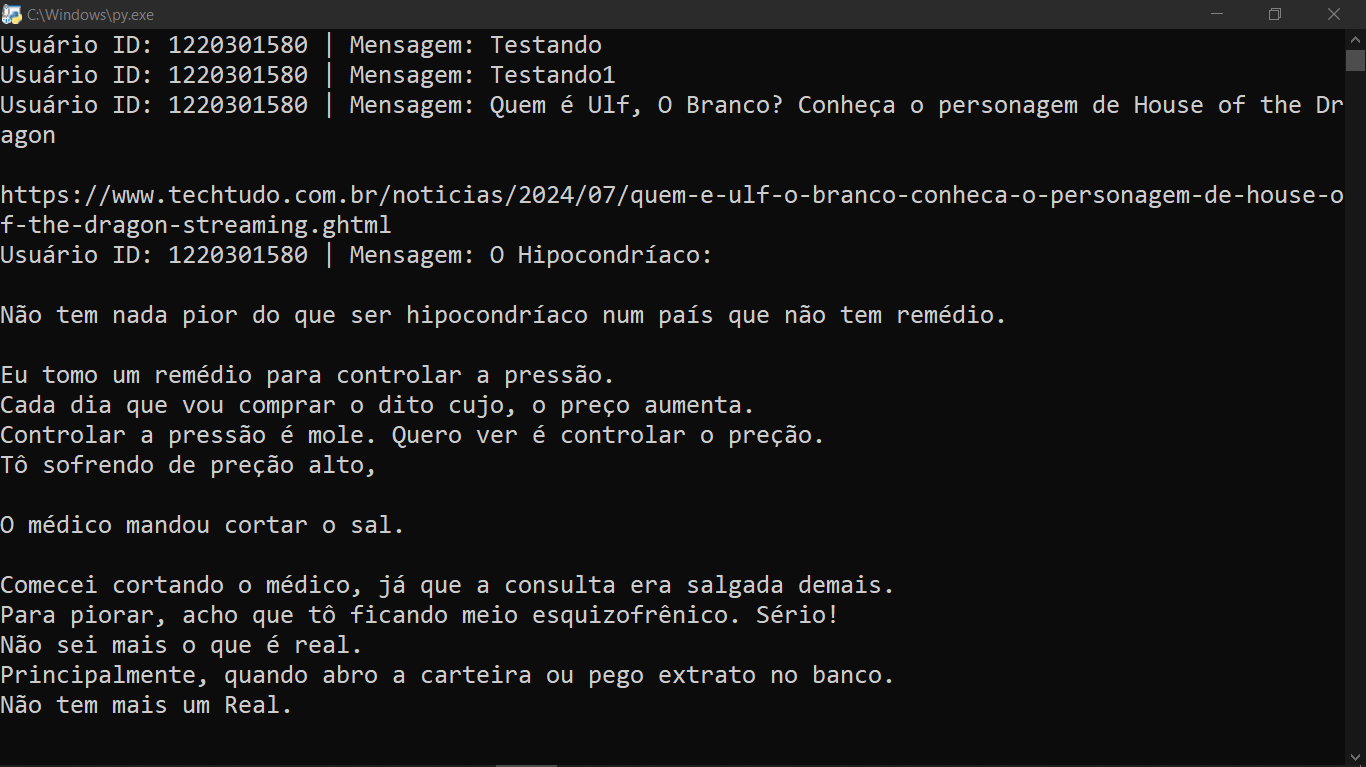 C:\Windows\py.exe
Usuário ID: 1220301580 | Mensagem: Testando
Usuário ID: 1220301580 | Mensagem: Testando1
Usuário ID: 1220301580 | Mensagem: Quem é Ulf, O Branco? Conheça o personagem de House of the Dr
agon
https://www.techtudo.com.br/noticias/2024/07/quem-e-ulf-o-branco-conheca-o-personagem-de-house-o
f-the-dragon-streaming.ghtml
Usuário ID: 1220301580 | Mensagem: O Hipocondríaco:
Não tem nada pior do que ser hipocondríaco num país que não tem remédio.
Eu tomo um remédio para controlar a pressão.
Cada dia que vou comprar o dito cujo, o preço aumenta.
Controlar a pressão é mole. Quero ver é controlar o preção.
Tô sofrendo de preção alto,
O médico mandou cortar o sal.
Comecei cortando o médico, já que a consulta era salgada demais.
Para piorar, acho que tô ficando meio esquizofrênico. Sério!
Não sei mais o que é real.
Principalmente, quando abro a carteira ou pego extrato no banco.
Não tem mais um Real.